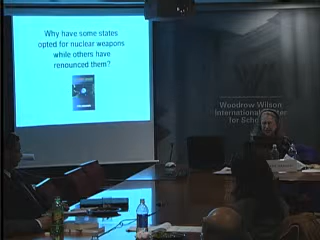 Why have some states
opted for nuclear weapons
while others have
renounced them?
Woodrow Wilson
International Center
for Scho